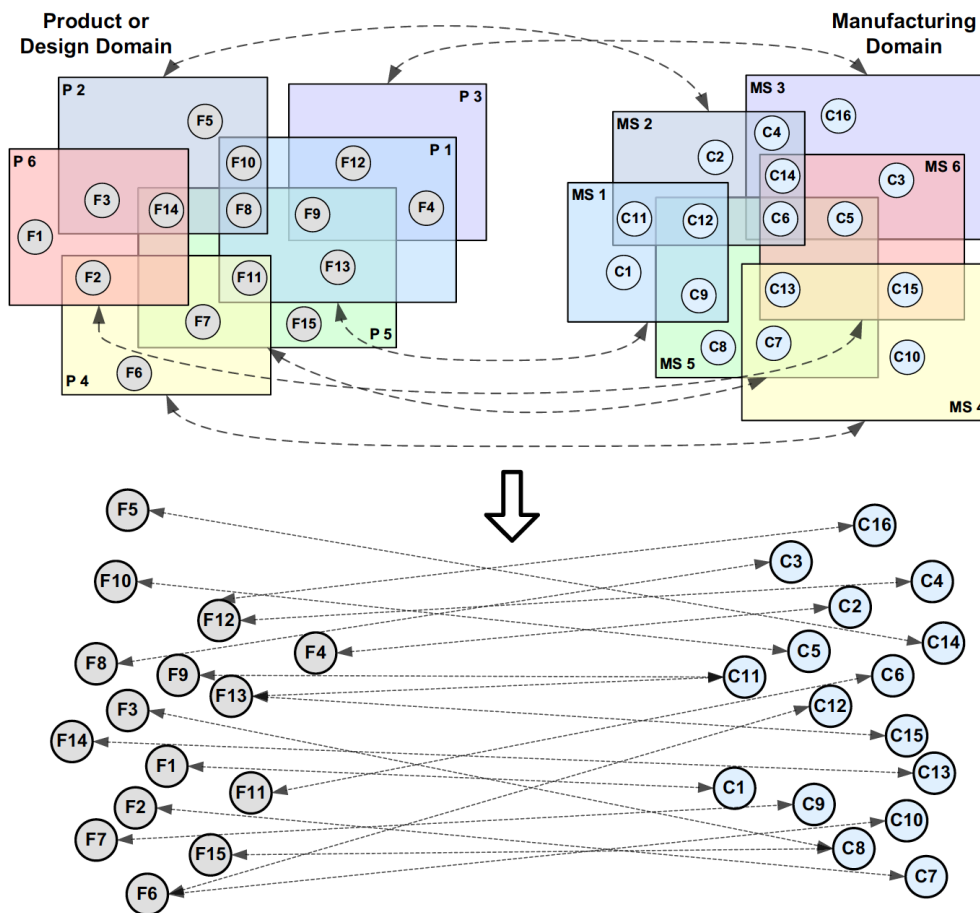 Product or
Design Domain
Manufacturing
Domain
P 2
P 3
MS 3
F5
C16
MS 2
C4
P 6
F10
F12
P 1
C2
C14
MS 6
C3
MS 1
F3
F14
F8
F9
F4
C11
C12
C6
C5
F1
F2
F11
F13
C1
C9
C13
C15
F7
F15
P 5
C8
C7
C10
MS 5
P 4
F6
MS 4
F5
C16
C3
F10
C4
F12
C2
F4
C14
F8
C5
F9
C11
C6
F13
F3
C12
F14
C15
F1
C13
F11
C1
F2
C9
F7
C10
F15
C8
F6
C7